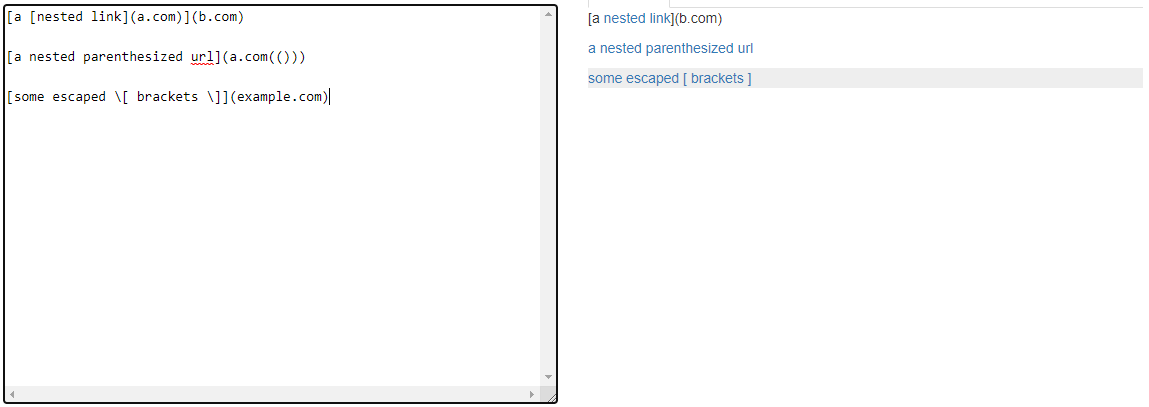 [a [nested link](a.com)](b.com)
[a nested parenthesized url](a.com(()))
[some escaped \[ brackets \]](example.com)
[a nested link](b.com)
a nested parenthesized url
some escaped [ brackets ]